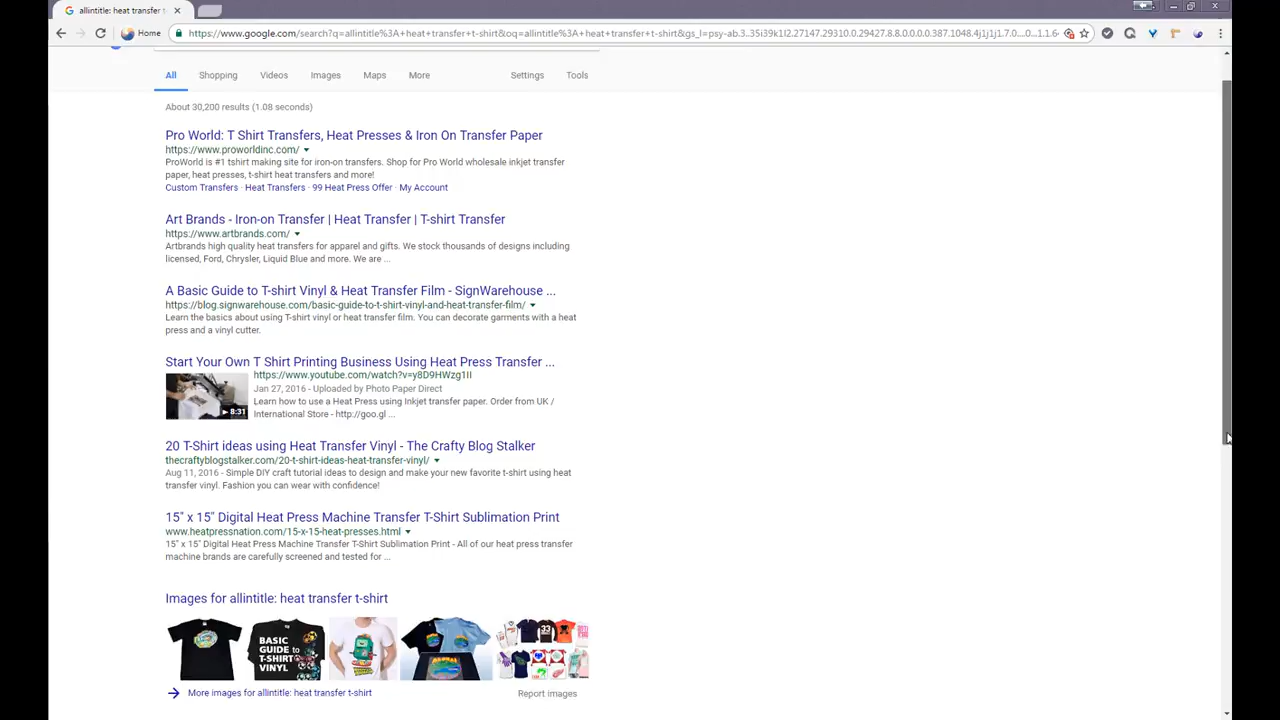 allintitle: heat transfer t
Home
https://www.google.com/search?q=allintitle%3A+heat+transfer+t-shirt&oq=allintitle%3A+heat+transfer+t-shirt&gs_l=psy-ab.3..35i39k1l2.27147.29310.0.29427.8.8.0.0.0.0.387.1048.4j1j1j1.7.0...0...1.1.6
All Shopping Videos Images Maps More Settings Tools
About 30,200 results (1.08 seconds)
Pro World: T Shirt Transfers, Heat Presses & Iron On Transfer Paper
https://www.proworldinc.com/
ProWorld is #1 tshirt making site for iron-on transfers. Shop for Pro World wholesale inkjet transfer
paper, heat presses, t-shirt heat transfers and more!
Custom Transfers · Heat Transfers · 99 Heat Press Offer · My Account
Art Brands - Iron-on Transfer | Heat Transfer | T-shirt Transfer
https://www.artbrands.com/
Artbrands high quality heat transfers for apparel and gifts. We stock thousands of designs including
licensed, Ford, Chrysler, Liquid Blue and more. We are ...
A Basic Guide to T-shirt Vinyl & Heat Transfer Film - SignWarehouse ...
https://blog.signwarehouse.com/basic-guide-to-t-shirt-vinyl-and-heat-transfer-film/
Learn the basics about using T-shirt vinyl or heat transfer film. You can decorate garments with a heat
press and a vinyl cutter.
Start Your Own T Shirt Printing Business Using Heat Press Transfer ...
https://www.youtube.com/watch?v=y8D9HWzg1II
Jan 27, 2016 - Uploaded by Photo Paper Direct
Learn how to use a Heat Press using Inkjet transfer paper. Order from UK /
8:31
International Store - http://goo.gl ...
20 T-Shirt ideas using Heat Transfer Vinyl - The Crafty Blog Stalker
thecraftyblogstalker.com/20-t-shirt-ideas-heat-transfer-vinyl/
Aug 11, 2016 - Simple DIY craft tutorial ideas to design and make your new favorite t-shirt using heat
transfer vinyl. Fashion you can wear with confidence!
15" x 15" Digital Heat Press Machine Transfer T-Shirt Sublimation Print
www.heatpressnation.com/15-x-15-heat-presses.html
15" x 15" Digital Heat Press Machine Transfer T-Shirt Sublimation Print - All of our heat press transfer
machine brands are carefully screened and tested for ...
Images for allintitle: heat transfer t-shirt
BASIC
GUIDE to
T-SHIRT
VINYL
33
More images for allintitle: heat transfer t-shirt
Report images